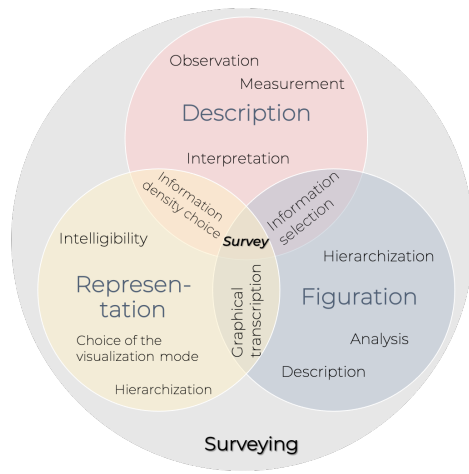 Observation
Measurement
Description
Interpretation
Information
density choice
Information
selection
Survey
Intelligibility
Represen-
tation
Choice of the
visualization mode
Hierarchization
Graphical
transcription
Hierarchization
Figuration
Analysis
Description
Surveying